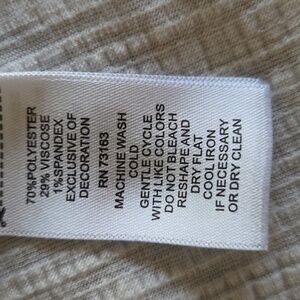 70%POLYESTER
29% VISCOSE
1%SPANDEX
EXCLUSIVE OF
DECORATION
RN 73163
MACHINE WASH
COLD
GENTLE CYCLE
WITH LIKE COLORS
DO NOT BLEACH
RESHAPE AND
DRY FLAT
COOL IRON
IF NECESSARY
OR DRY CLEAN